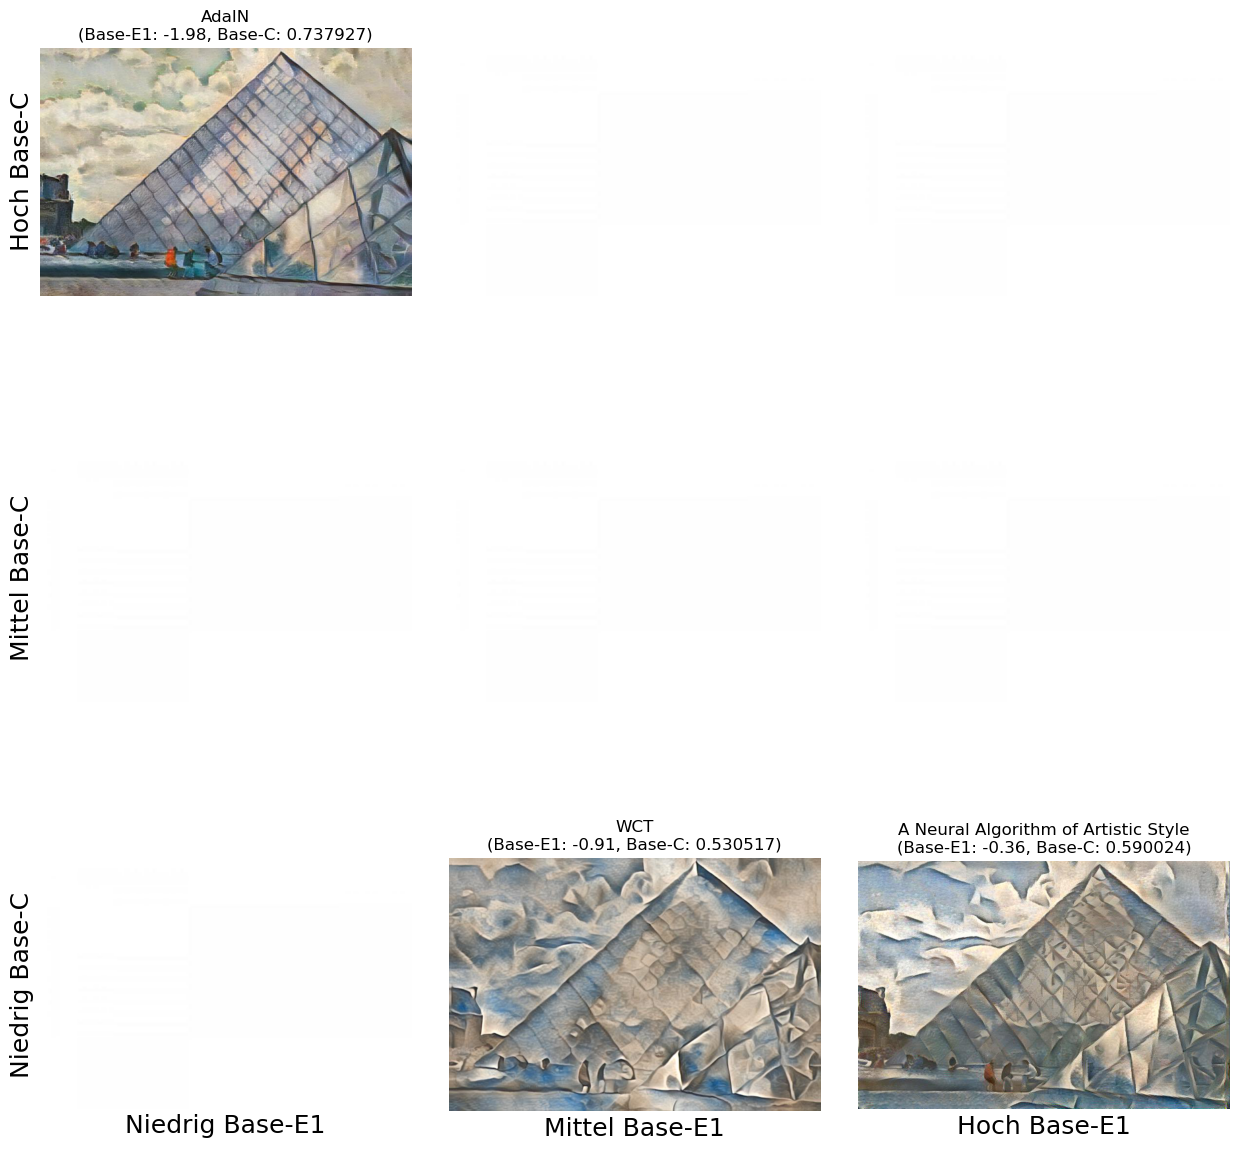 AdaIN
(Base-E1: -1.98, Base-C: 0.737927)
Hoch Base-C
Mittel Base-C
WCT
(Base-E1: -0.91, Base-C: 0.530517)
A Neural Algorithm of Artistic Style
(Base-E1: -0.36, Base-C: 0.590024)
Niedrig Base-C
Niedrig Base-E1
Mittel Base-E1
Hoch Base-E1